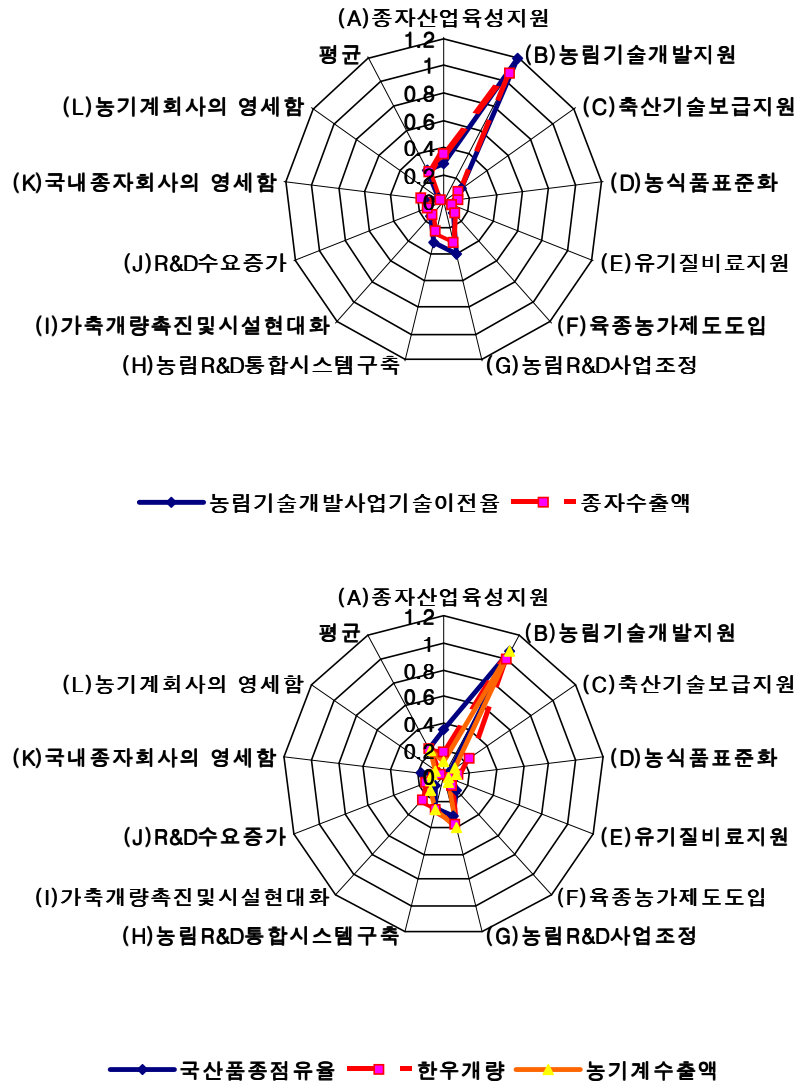 (A)종자산업육성지원
1.2
평균
(B)농림기술개발지원
1
0.8
(L)농기계회사의 영세함
(C)축산기술보급지원
0.6
0.4
(K)국내종자회사의 영세함
0.2
(D)농식품표준화
0
(J)R&D수요증가
(E)유기질비료지원
(I)가축개량촉진및시설현대화
(F)육종농가제도도입
(H)농림R&D통합시스템구축
(G)농림R&D사업조정
농림기술개발사업기술이전율
종자수출액
(A)종자산업육성지원
1.2
평균
(B)농림기술개발지원
1
0.8
(L)농기계회사의 영세함
(C)축산기술보급지원
0.6
0.4
(K)국내종자회사의 영세함
0.2
(D)농식품표준화
0
(J)R&D수요증가
(E)유기질비료지원
(I)가축개량촉진및시설현대화
(F)육종농가제도도입
(H)농림R&D통합시스템구축
(G)농림R&D사업조정
국산품종점유율
한우개량
농기계수출액